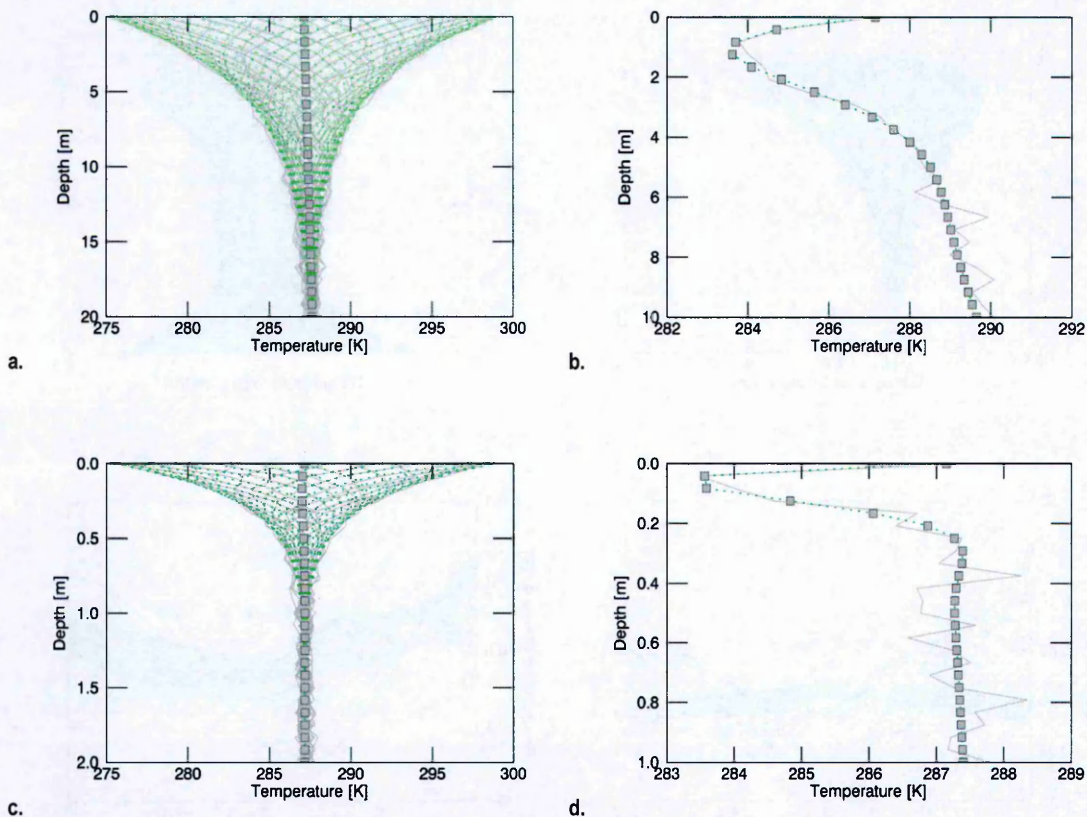 0
5
10
15
20
Depth [m]
275 280 285 290 295 300
Temperature [K]
a.
0
2
4
6
8
10
Depth [m]
282 284 286 288 290 292
Temperature [K]
b.
0.0
0.5
1.0
1.5
2.0
Depth [m]
275 280 285 290 295 300
Temperature [K]
c.
0.0
0.2
0.4
0.6
0.8
1.0
Depth [m]
283 284 285 286 287 288 289
Temperature [K]
d.